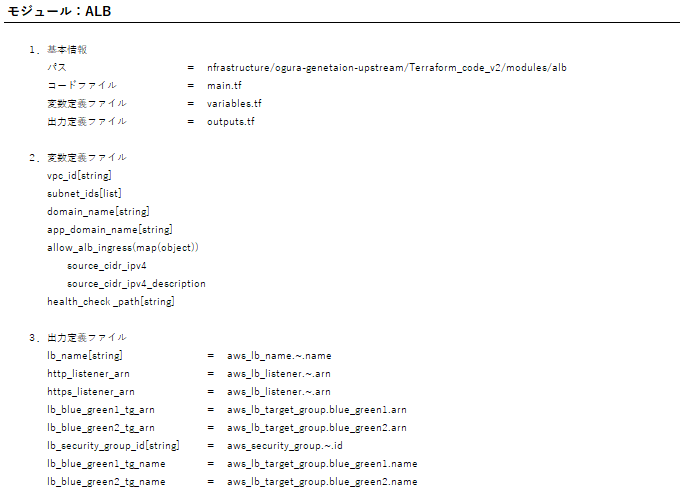 モジュール：ALB
1. 基本情報
パス = nfrastructure/ogura-genetaion-upstream/Terraform_code_v2/modules/alb
コードファイル = main.tf
変数定義ファイル = variables.tf
出力定義ファイル = outputs.tf
2. 変数定義ファイル
vpc_id[string]
subnet_ids[list]
domain_name[string]
app_domain_name[string]
allow_alb_ingress(map(object))
source_cidr_ipv4
source_cidr_ipv4_description
health_check_path[string]
3. 出力定義ファイル
lb_name[string] = aws_lb_name.~.name
http_listener_arn = aws_lb_listener.~.arn
https_listener_arn = aws_lb_listener.~.arn
lb_blue_green1_tg_arn = aws_lb_target_group.blue_green1.arn
lb_blue_green2_tg_arn = aws_lb_target_group.blue_green2.arn
lb_security_group_id[string] = aws_security_group.~.id
lb_blue_green1_tg_name = aws_lb_target_group.blue_green1.name
lb_blue_green2_tg_name = aws_lb_target_group.blue_green2.name